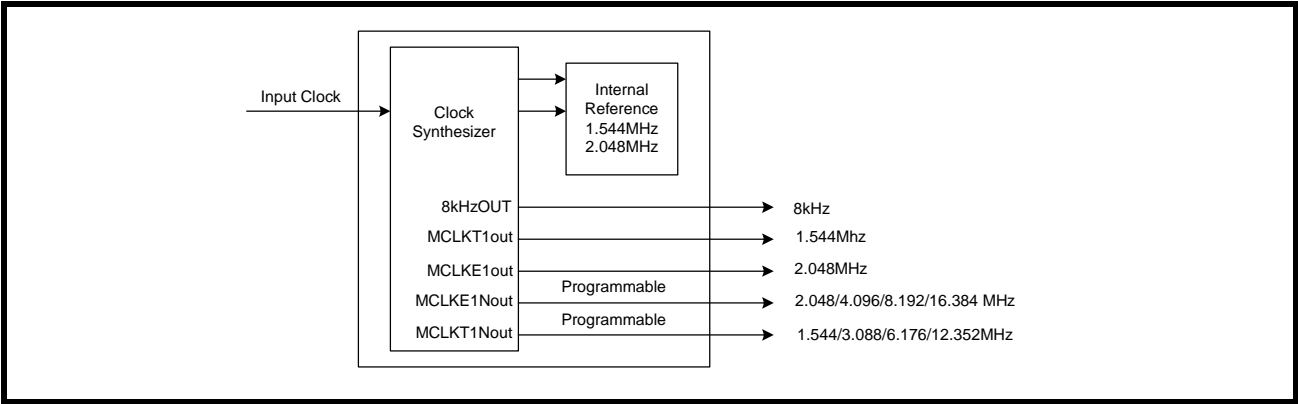 Input Clock
Clock
Synthesizer
Internal
Reference
1.544MHz
2.048MHz
8kHzOUT
8kHz
MCLKT1out
1.544Mhz
MCLKE1out
2.048MHz
Programmable
MCLKE1Nout
2.048/4.096/8.192/16.384 MHz
Programmable
MCLKT1Nout
1.544/3.088/6.176/12.352MHz